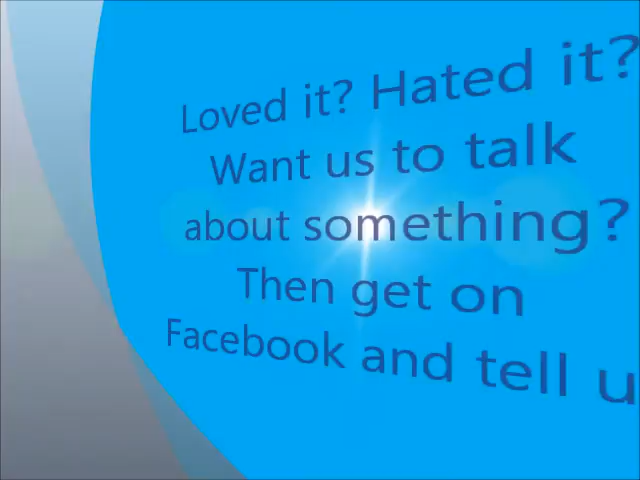 Loved it? Hated it?
Want us to talk
about something?
Then get on
Facebook and tell u